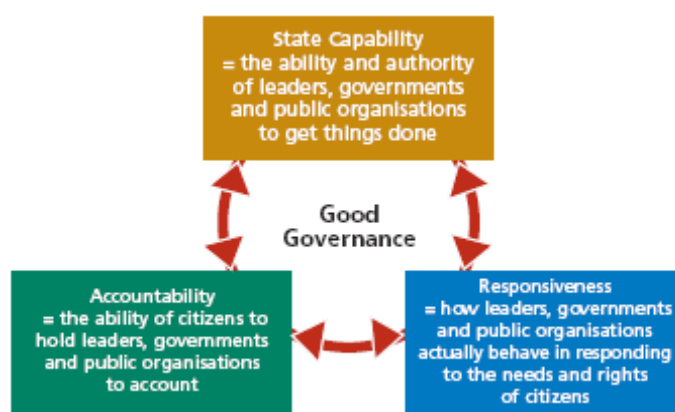 State Capability
= the ability and authority
of leaders, governments
and public organisations
to get things done
Good
Governance
Accountability
= the ability of citizens to
hold leaders, governments
and public organisations
to account
Responsiveness
= how leaders, governments
and public organisations
actually behave in responding
to the needs and rights
of citizens